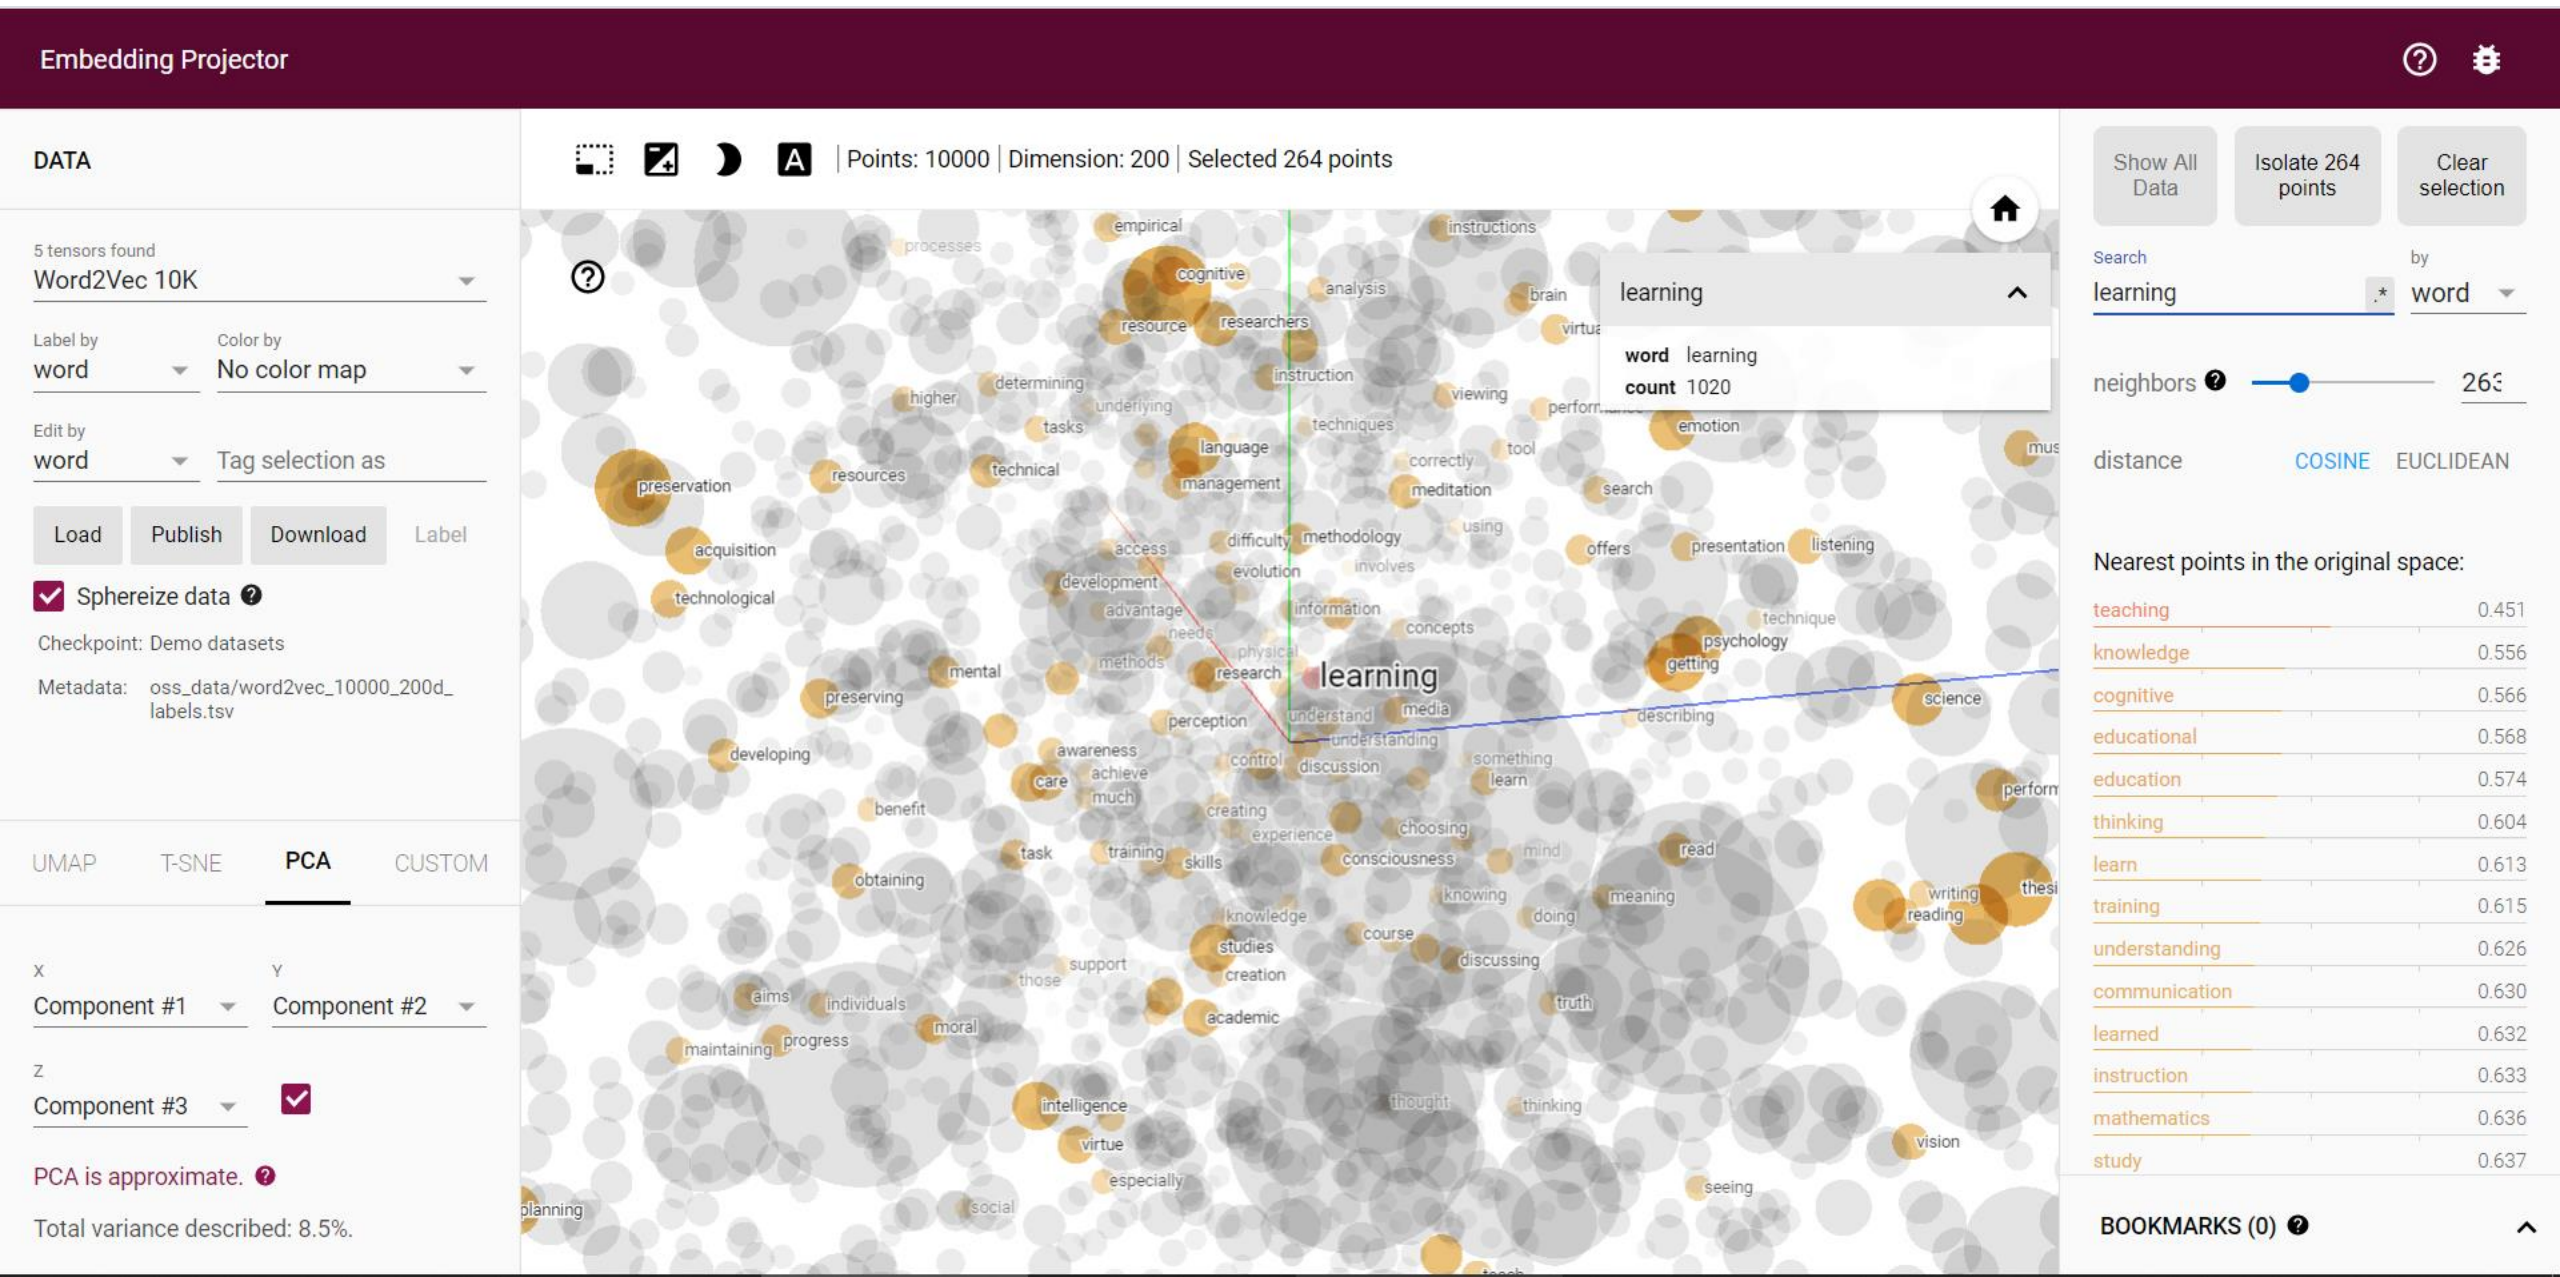 Embedding Projector
DATA
5 tensors found
Word2Vec 10K
Label by
word
Color by
No color map
Edit by
word
Tag selection as
Load
Publish
Download
Label
Sphereize data
Checkpoint: Demo datasets
Metadata: oss_data/word2vec_10000_200d_
labels.tsv
UMAP
T-SNE
PCA
CUSTOM
X
Component #1
Y
Component #2
Z
Component #3
PCA is approximate.
Total variance described: 8.5%.
A
Points: 10000 | Dimension: 200 | Selected 264 points
empirical
instructions
processes
cognitive
analysis
brain
resource
researchers
instruction
determining
higher
viewing
underlying
tasks
techniques
emotion
language
tool
correctly
resources
technical
management
meditation
search
preservation
using
difficulty
methodology
access
offers
presentation
listening
acquisition
evolution
involves
development
technological
advantage
information
technique
needs
concepts
psychology
physical
methods
getting
mental
research
learning
preserving
science
media
perception
understand
describing
understanding
awareness
developing
control
discussion
something
achieve
care
learn
much
perform
benefit
creating
experience
choosing
task
training
skills
consciousness
mind
read
obtaining
writing
knowing
meaning
reading
knowledge
doing
course
studies
discussing
support
creation
those
aims
individuals
truth
academic
moral
progress
maintaining
thought
intelligence
thinking
virtue
vision
especially
seeing
social
planning
learning
word learning
count 1020
Show All
Data
Isolate 264
points
Clear
selection
Search
learning
.*
by
word
neighbors
263
distance
COSINE
EUCLIDEAN
Nearest points in the original space:
teaching 0.451
knowledge 0.556
cognitive 0.566
educational 0.568
education 0.574
thinking 0.604
learn 0.613
training 0.615
understanding 0.626
communication 0.630
learned 0.632
instruction 0.633
mathematics 0.636
study 0.637
BOOKMARKS (0)